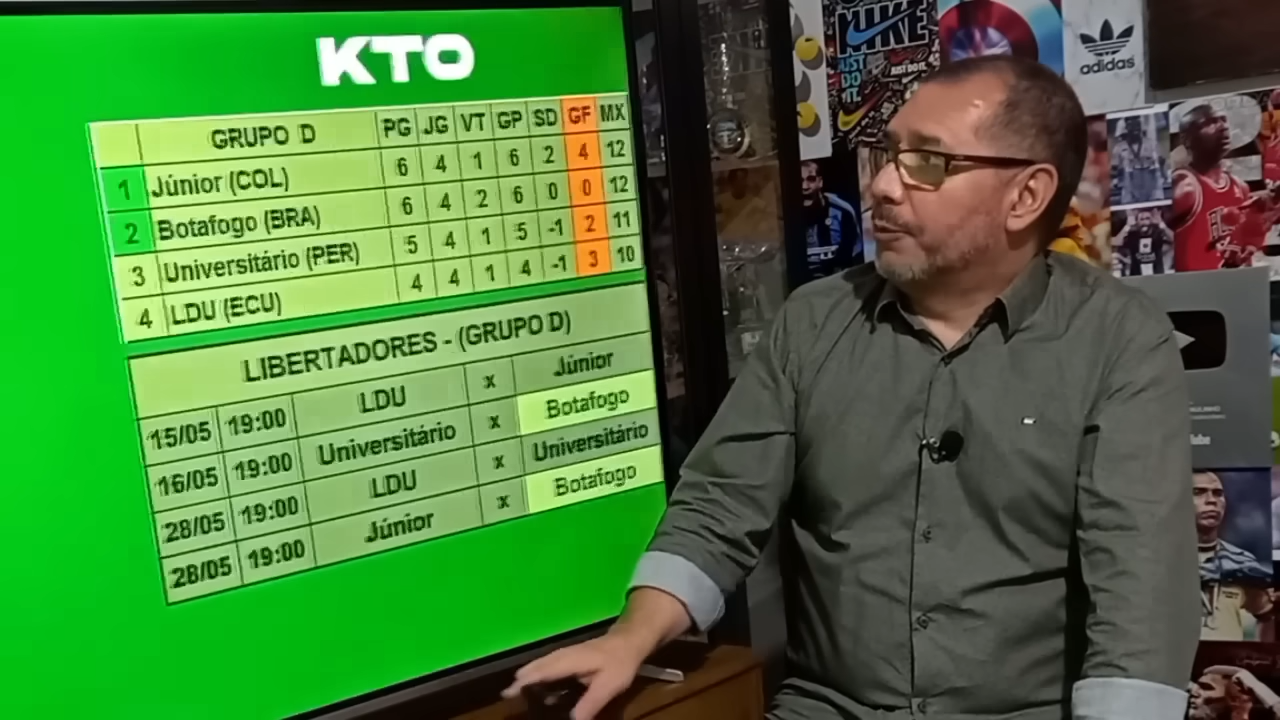 KTO
GRUPO D PG JG VT GP SD GF MX
1 Júnior (COL) 6 4 1 6 2 4 12
2 Botafogo (BRA) 6 4 2 6 0 0 12
3 Universitário (PER) 5 4 1 5 -1 2 11
4 LDU (ECU) 4 4 1 4 -1 3 10
LIBERTADORES - (GRUPO D)
15/05 19:00 LDU x Júnior
16/05 19:00 Universitário x Botafogo
28/05 19:00 LDU x Universitário
28/05 19:00 Júnior x Botafogo
NIKE
JUST DO IT.
JUST DO IT.
adidas